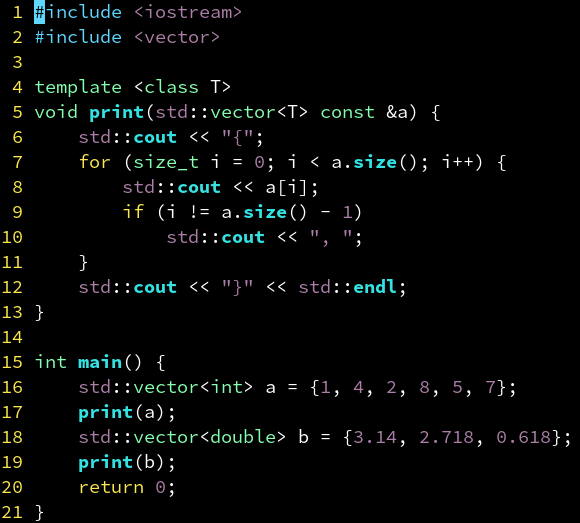 1 #include <iostream>
2 #include <vector>
3
4 template <class T>
5 void print(std::vector<T> const &a) {
6     std::cout << "{";
7     for (size_t i = 0; i < a.size(); i++) {
8         std::cout << a[i];
9         if (i != a.size() - 1)
10             std::cout << ", ";
11     }
12     std::cout << "}" << std::endl;
13 }
14
15 int main() {
16     std::vector<int> a = {1, 4, 2, 8, 5, 7};
17     print(a);
18     std::vector<double> b = {3.14, 2.718, 0.618};
19     print(b);
20     return 0;
21 }